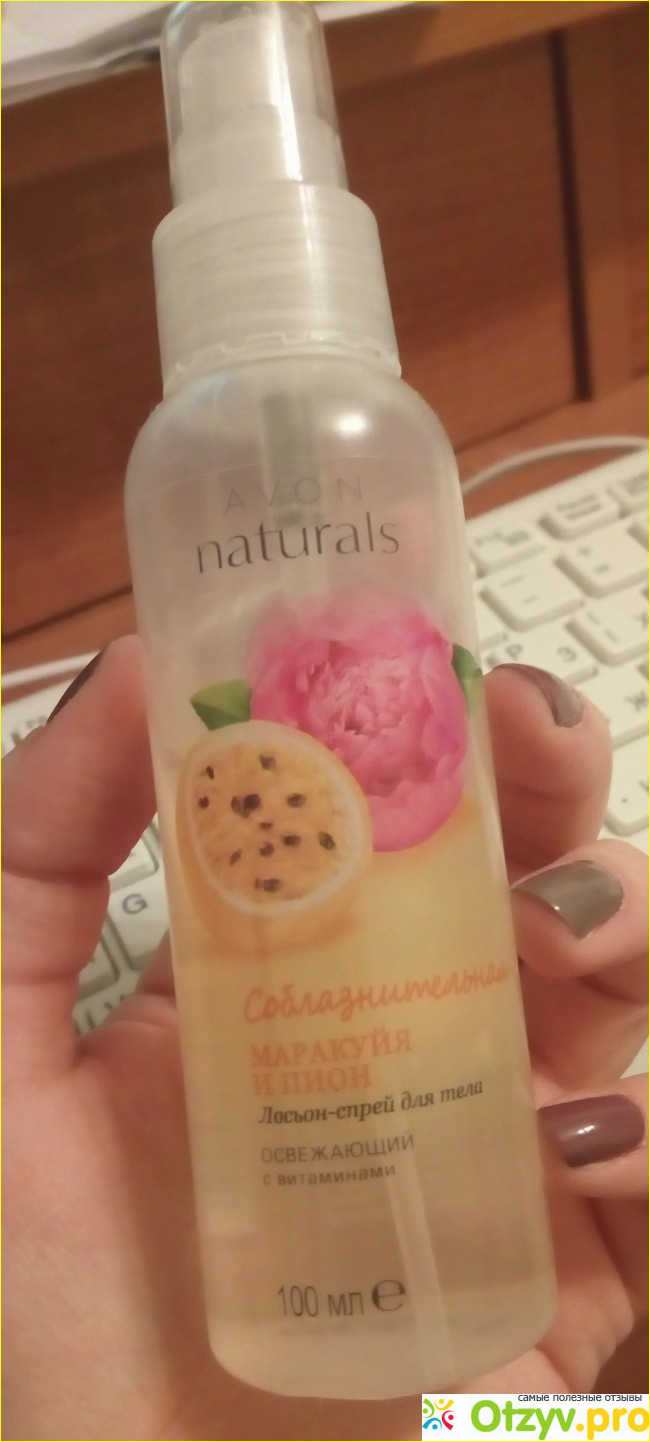 AVON
naturals
Соблазнительная
МАРАКУЙЯ
И ПИОН
Лосьон-спрей для тела
ОСВЕЖАЮЩИЙ
с витаминами
100 мл e
G
самые полезные отзывы
Otzyv.pro